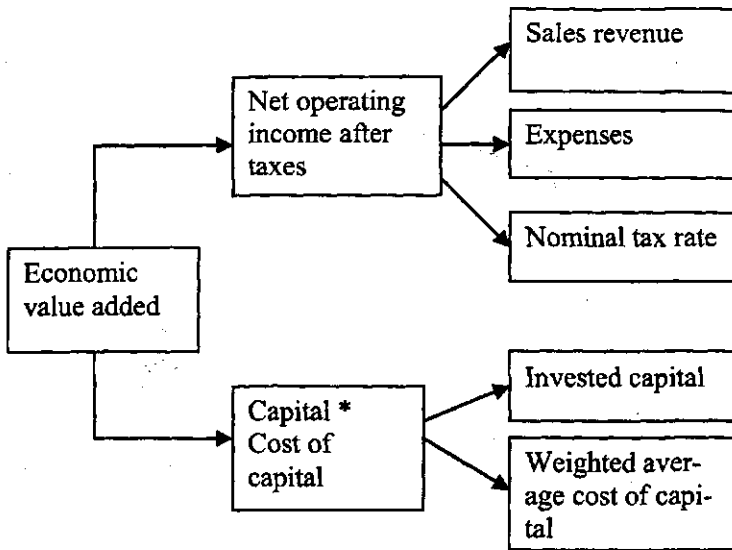 Sales revenue
Net operating
income after
taxes
Expenses
Nominal tax rate
Economic
value added
Invested capital
Capital *
Cost of
capital
Weighted aver-
age cost of capi-
tal